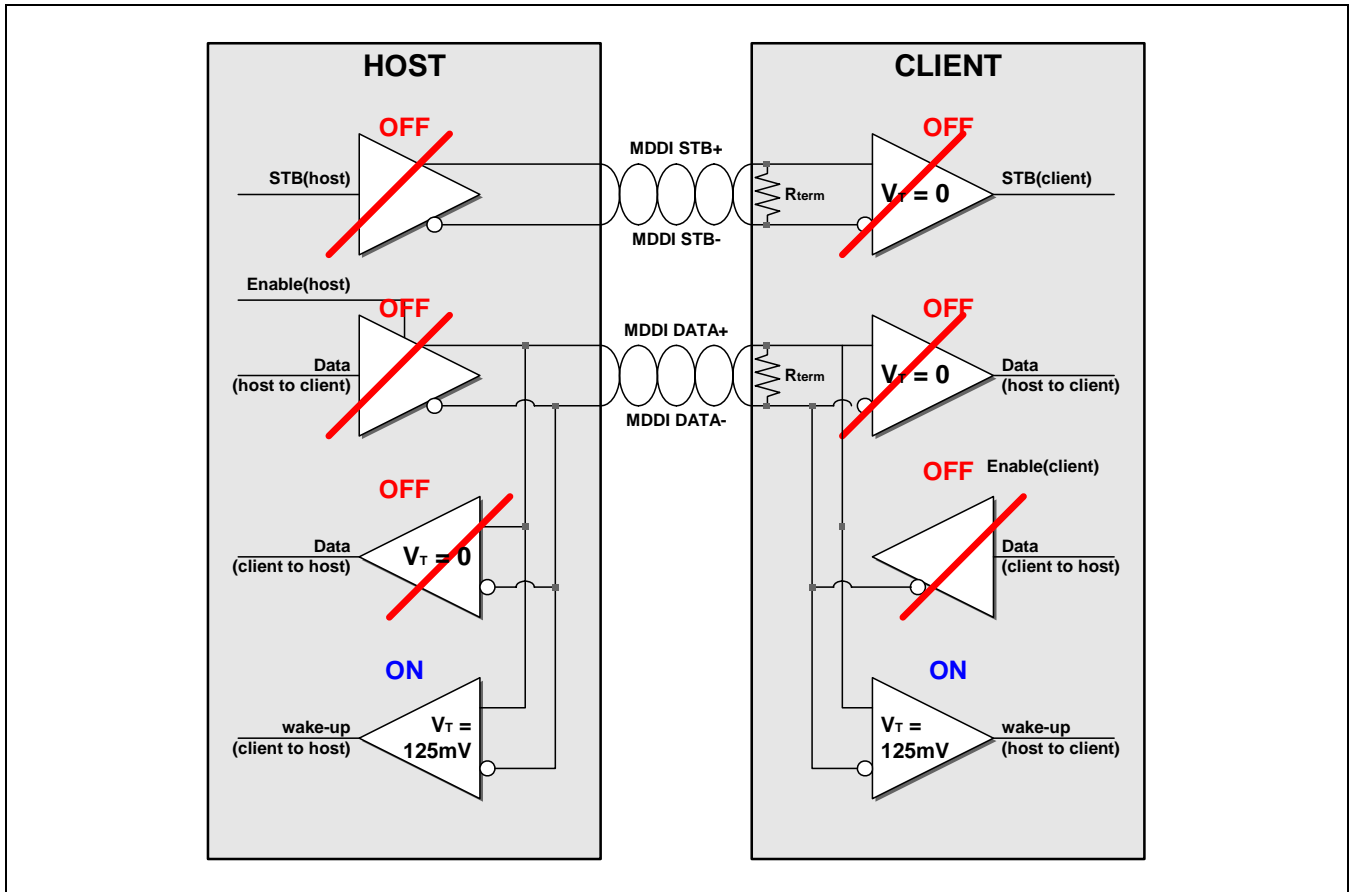 HOST
CLIENT
OFF
OFF
MDDI STB+
STB(host)
Rterm
VT = 0
STB(client)
MDDI STB-
Enable(host)
OFF
OFF
MDDI DATA+
Data
(host to client)
Rterm
VT = 0
Data
(host to client)
MDDI DATA-
OFF
OFF
Enable(client)
Data
(client to host)
VT = 0
Data
(client to host)
ON
ON
wake-up
(client to host)
VT =
125mV
VT =
125mV
wake-up
(host to client)